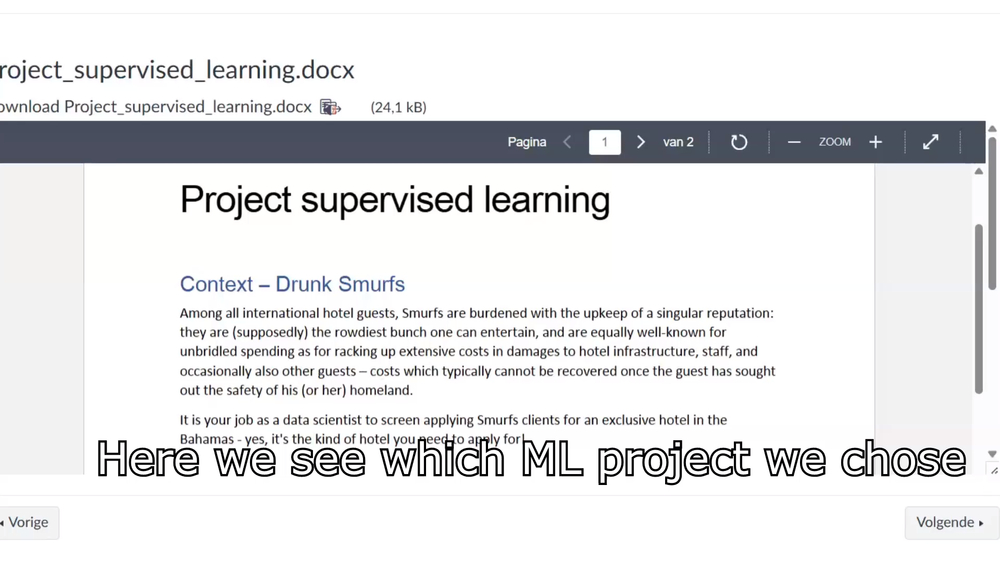 roject_supervised_learning.docx
ownload Project_supervised_learning.docx (24,1 kB)
Pagina 1 van 2 ZOOM
Project supervised learning
Context – Drunk Smurfs
Among all international hotel guests, Smurfs are burdened with the upkeep of a singular reputation:
they are (supposedly) the rowdiest bunch one can entertain, and are equally well-known for
unbridled spending as for racking up extensive costs in damages to hotel infrastructure, staff, and
occasionally also other guests – costs which typically cannot be recovered once the guest has sought
out the safety of his (or her) homeland.
It is your job as a data scientist to screen applying Smurfs clients for an exclusive hotel in the
Bahamas - yes, it's the kind of hotel you need to apply for!
Here we see which ML project we chose
Vorige
Volgende